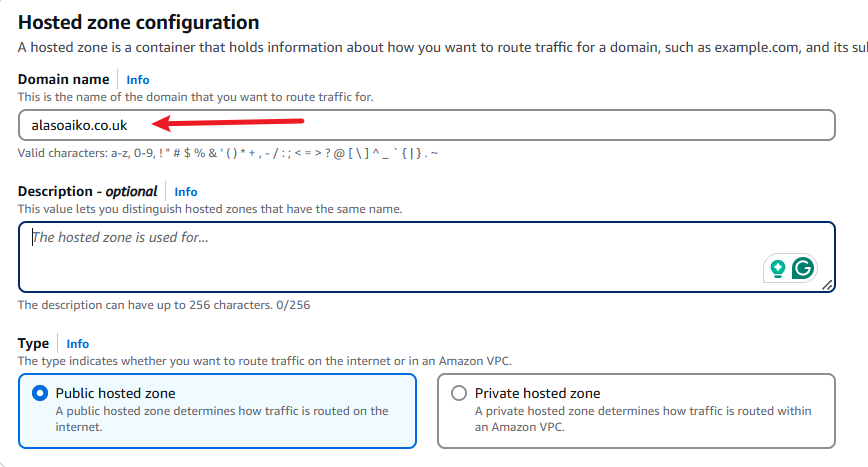 Hosted zone configuration
A hosted zone is a container that holds information about how you want to route traffic for a domain, such as example.com, and its
Domain name
Info
This is the name of the domain that you want to route traffic for.
alasoaiko.co.uk
Valid characters: a-z, 0-9, ! " # $ % & ' ( ) * + , - / : ; < = > ? @ [ \ ] ^ _ ` { | } . ~
Description - optional
Info
This value lets you distinguish hosted zones that have the same name.
The hosted zone is used for...
The description can have up to 256 characters. 0/256
Type
Info
The type indicates whether you want to route traffic on the internet or in an Amazon VPC.
Public hosted zone
A public hosted zone determines how traffic is routed on the
internet.
Private hosted zone
A private hosted zone determines how traffic is routed within
an Amazon VPC.